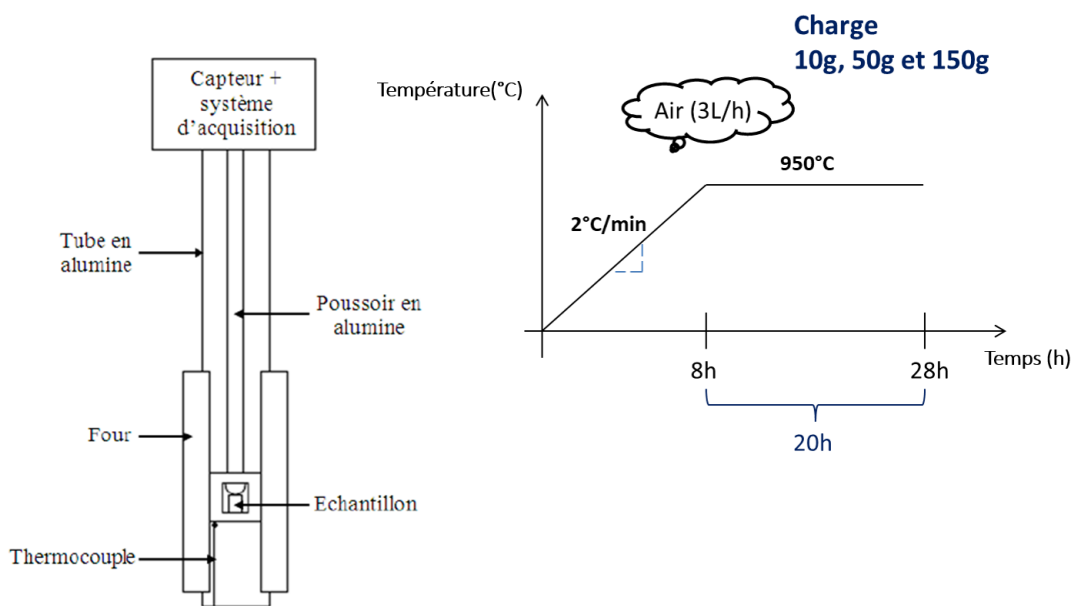 Capteur +
système
d'acquisition
Tube en
alumine
Poussoir en
alumine
Four
Echantillon
Thermocouple
Charge
10g, 50g et 150g
Température(°C)
Air (3L/h)
950°C
2°C/min
8h
28h
Temps (h)
20h